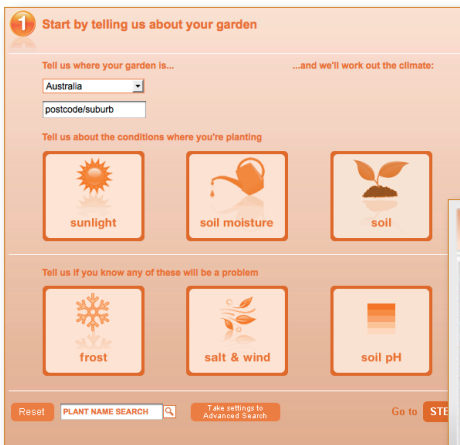 1 Start by telling us about your garden
Tell us where your garden is... ...and we'll work out the climate:
Australia
postcode/suburb
Tell us about the conditions where you're planting
sunlight soil moisture soil
Tell us if you know any of these will be a problem
frost salt & wind soil pH
Reset PLANT NAME SEARCH Take settings to
Advanced Search Go to STE